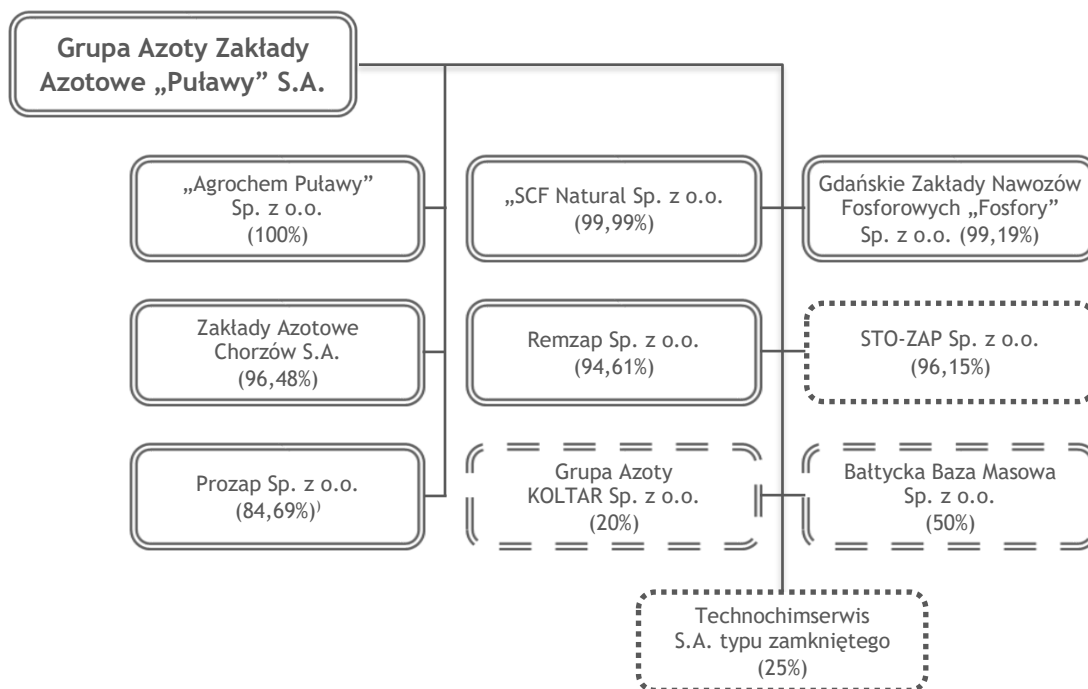 Grupa Azoty Zakłady
Azotowe „Puławy” S.A.
„Agrochem Puławy”
Sp. z o.o.
(100%)
„SCF Natural Sp. z o.o.
(99,99%)
Gdańskie Zakłady Nawozów
Fosforowych „Fosfory”
Sp. z o.o. (99,19%)
Zakłady Azotowe
Chorzów S.A.
(96,48%)
Remzap Sp. z o.o.
(94,61%)
STO-ZAP Sp. z o.o.
(96,15%)
Prozap Sp. z o.o.
(84,69%)⁾
Grupa Azoty
KOLTAR Sp. z o.o.
(20%)
Bałtycka Baza Masowa
Sp. z o.o.
(50%)
Technochimserwis
S.A. typu zamkniętego
(25%)